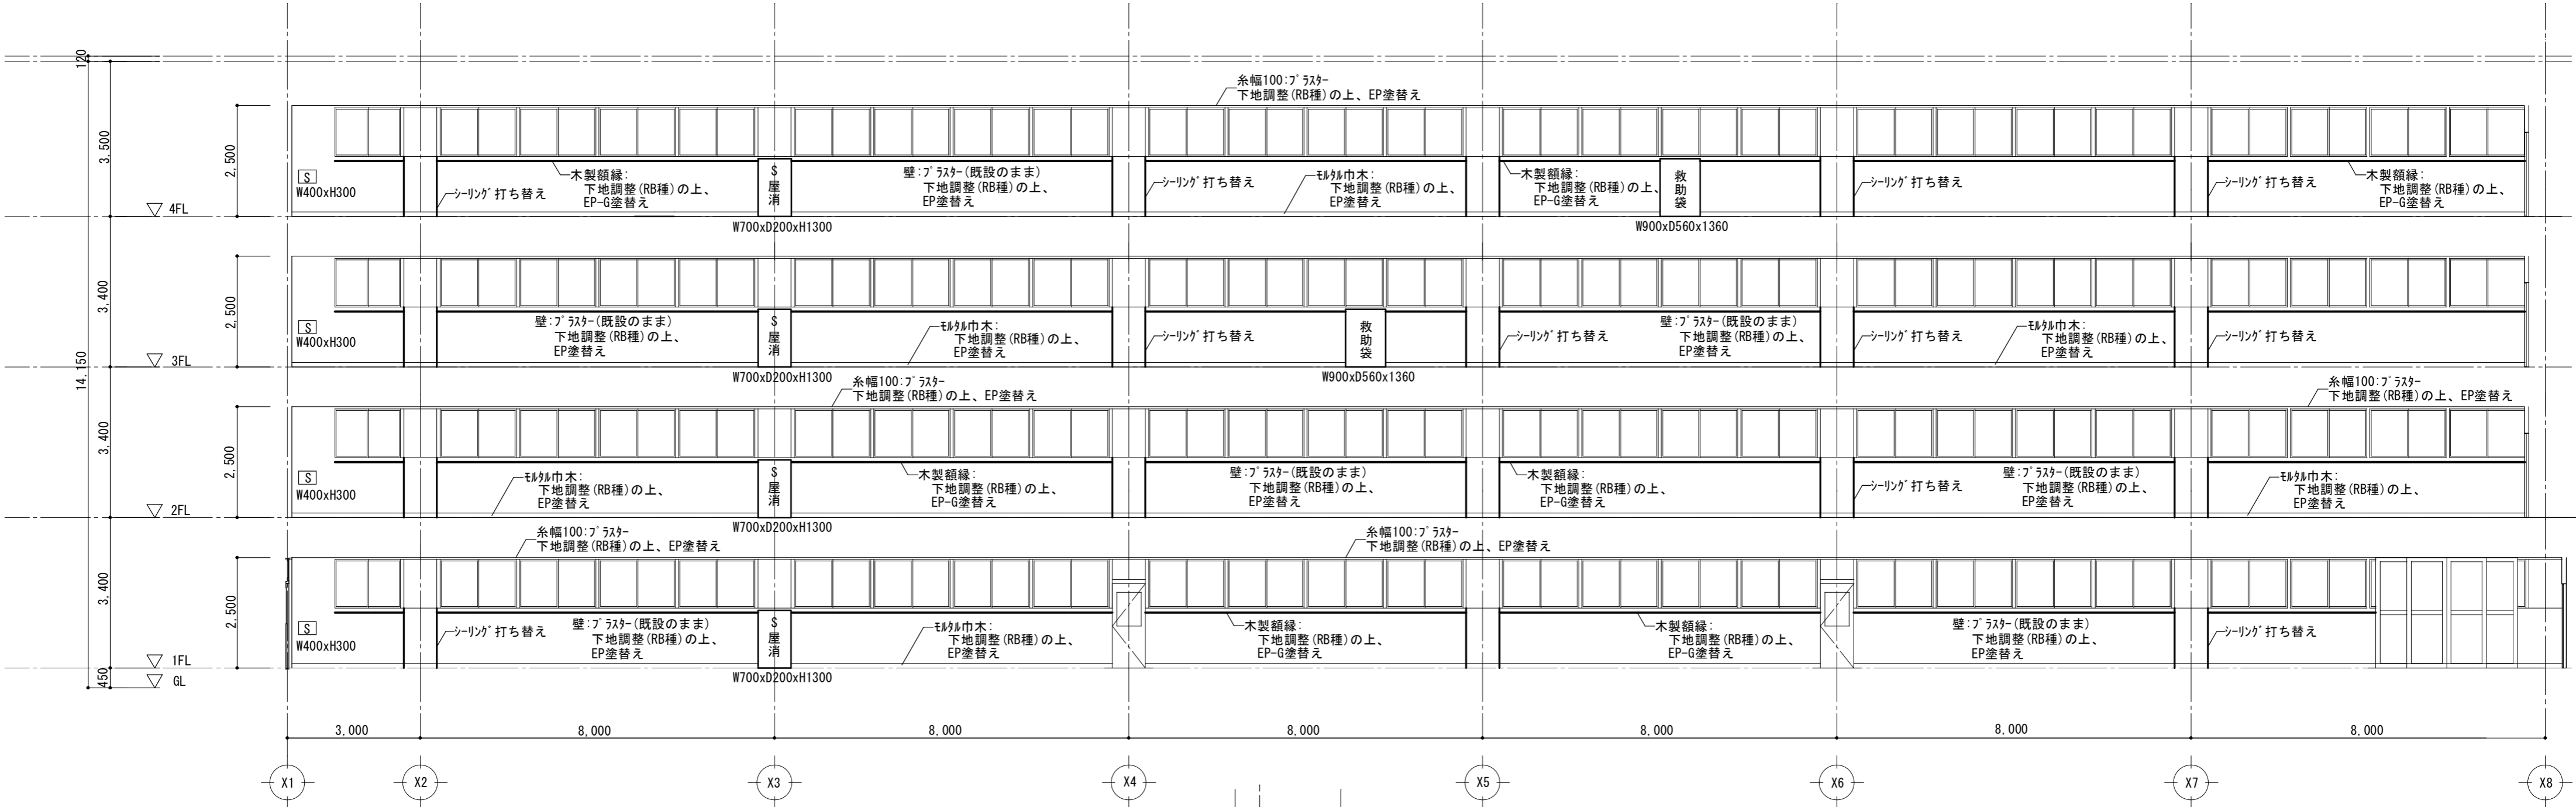 120
糸幅100:ﾌﾟﾗｽﾀｰ
下地調整(RB種)の上、EP塗替え
3,500
2,500
S
W400xH300
シーリング打ち替え
木製額縁:
下地調整(RB種)の上、
EP-G塗替え
S
屋
消
壁:ﾌﾟﾗｽﾀｰ(既設のまま)
下地調整(RB種)の上、
EP塗替え
シーリング打ち替え
ﾓﾙﾀﾙ巾木:
下地調整(RB種)の上、
EP塗替え
木製額縁:
下地調整(RB種)の上、
EP-G塗替え
救
助
袋
シーリング打ち替え
シーリング打ち替え
木製額縁:
下地調整(RB種)の上、
EP-G塗替え
4FL
W700xD200xH1300
W900xD560x1360
3,400
2,500
S
W400xH300
壁:ﾌﾟﾗｽﾀｰ(既設のまま)
下地調整(RB種)の上、
EP塗替え
S
屋
消
ﾓﾙﾀﾙ巾木:
下地調整(RB種)の上、
EP塗替え
シーリング打ち替え
救
助
袋
シーリング打ち替え
壁:ﾌﾟﾗｽﾀｰ(既設のまま)
下地調整(RB種)の上、
EP塗替え
シーリング打ち替え
ﾓﾙﾀﾙ巾木:
下地調整(RB種)の上、
EP塗替え
シーリング打ち替え
3FL
14,150
W700xD200xH1300
W900xD560x1360
糸幅100:ﾌﾟﾗｽﾀｰ
下地調整(RB種)の上、EP塗替え
糸幅100:ﾌﾟﾗｽﾀｰ
下地調整(RB種)の上、EP塗替え
3,400
2,500
S
W400xH300
ﾓﾙﾀﾙ巾木:
下地調整(RB種)の上、
EP塗替え
S
屋
消
木製額縁:
下地調整(RB種)の上、
EP-G塗替え
壁:ﾌﾟﾗｽﾀｰ(既設のまま)
下地調整(RB種)の上、
EP塗替え
木製額縁:
下地調整(RB種)の上、
EP-G塗替え
シーリング打ち替え
壁:ﾌﾟﾗｽﾀｰ(既設のまま)
下地調整(RB種)の上、
EP塗替え
ﾓﾙﾀﾙ巾木:
下地調整(RB種)の上、
EP塗替え
2FL
W700xD200xH1300
糸幅100:ﾌﾟﾗｽﾀｰ
下地調整(RB種)の上、EP塗替え
糸幅100:ﾌﾟﾗｽﾀｰ
下地調整(RB種)の上、EP塗替え
3,400
2,500
S
W400xH300
シーリング打ち替え
壁:ﾌﾟﾗｽﾀｰ(既設のまま)
下地調整(RB種)の上、
EP塗替え
S
屋
消
ﾓﾙﾀﾙ巾木:
下地調整(RB種)の上、
EP塗替え
木製額縁:
下地調整(RB種)の上、
EP-G塗替え
木製額縁:
下地調整(RB種)の上、
EP-G塗替え
壁:ﾌﾟﾗｽﾀｰ(既設のまま)
下地調整(RB種)の上、
EP塗替え
シーリング打ち替え
1FL
450
GL
W700xD200xH1300
3,000
8,000
8,000
8,000
8,000
8,000
8,000
X1
X2
X3
X4
X5
X6
X7
X8